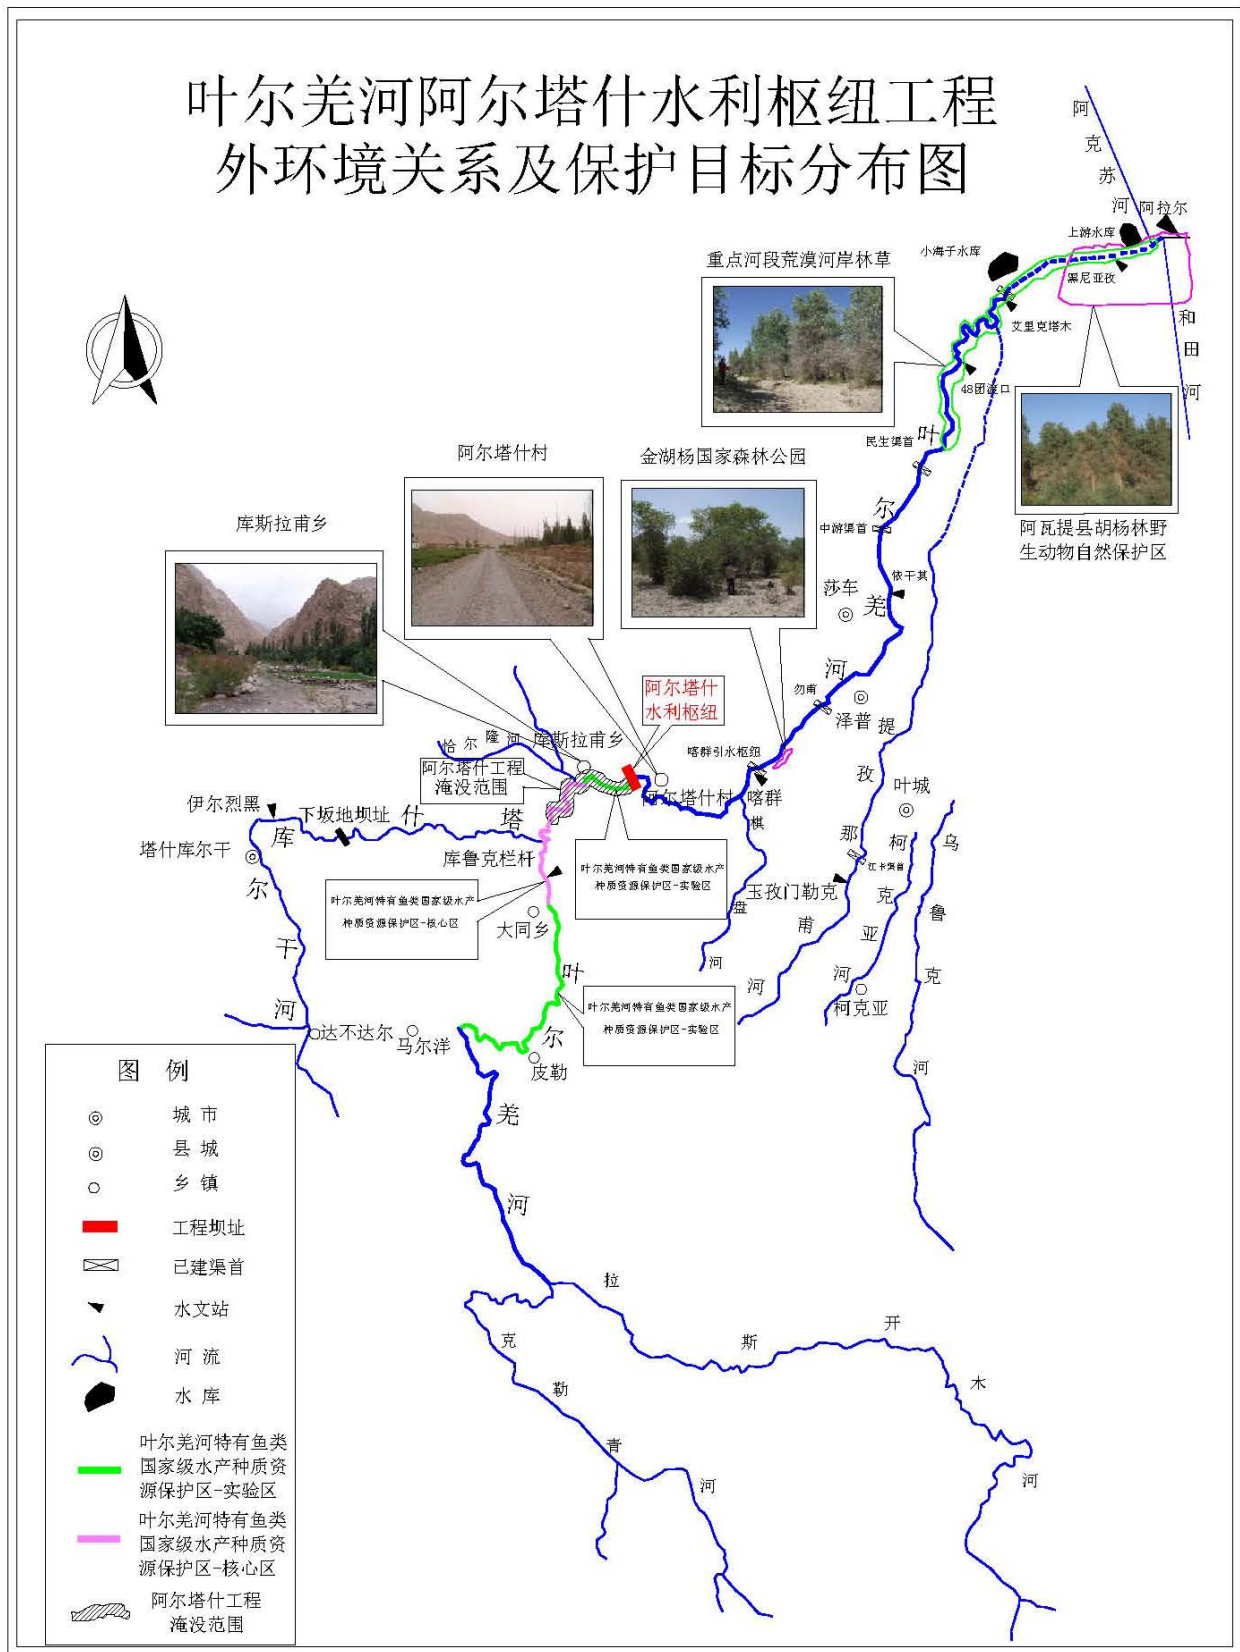 叶尔羌河阿尔塔什水利枢纽工程
外环境关系及保护目标分布图
阿克苏河
阿拉尔
上游水库
小海子水库
黑尼亚孜
重点河段荒漠河岸林草
艾里克塔木
和田河
48团渡口
民生渠首
叶尔羌河
阿瓦提县胡杨林野
生动物自然保护区
阿尔塔什村
金湖杨国家森林公园
库斯拉甫乡
中游渠首
依干其
莎车
勿甫
泽普
提孜那甫河
阿尔塔什
水利枢纽
恰尔隆河
库斯拉甫乡
喀群引水枢纽
阿尔塔什工程
淹没范围
阿尔塔什村
喀群
叶城
伊尔烈黑
下坂地坝址
塔什库尔干河
塔什库尔干
库鲁克栏杆
棋盘河
柯克亚河
乌鲁克河
江卡渠首
玉孜门勒克
叶尔羌河特有鱼类国家级水产
种质资源保护区-实验区
叶尔羌河特有鱼类国家级水产
种质资源保护区-核心区
大同乡
柯克亚
叶尔羌河特有鱼类国家级水产
种质资源保护区-实验区
达不达尔
马尔洋
皮勒
叶尔羌河
拉斯开木河
克勒青河
图 例
城 市
县 城
乡 镇
工程坝址
已建渠首
水文站
河 流
水 库
叶尔羌河特有鱼类
国家级水产种质资
源保护区-实验区
叶尔羌河特有鱼类
国家级水产种质资
源保护区-核心区
阿尔塔什工程
淹没范围